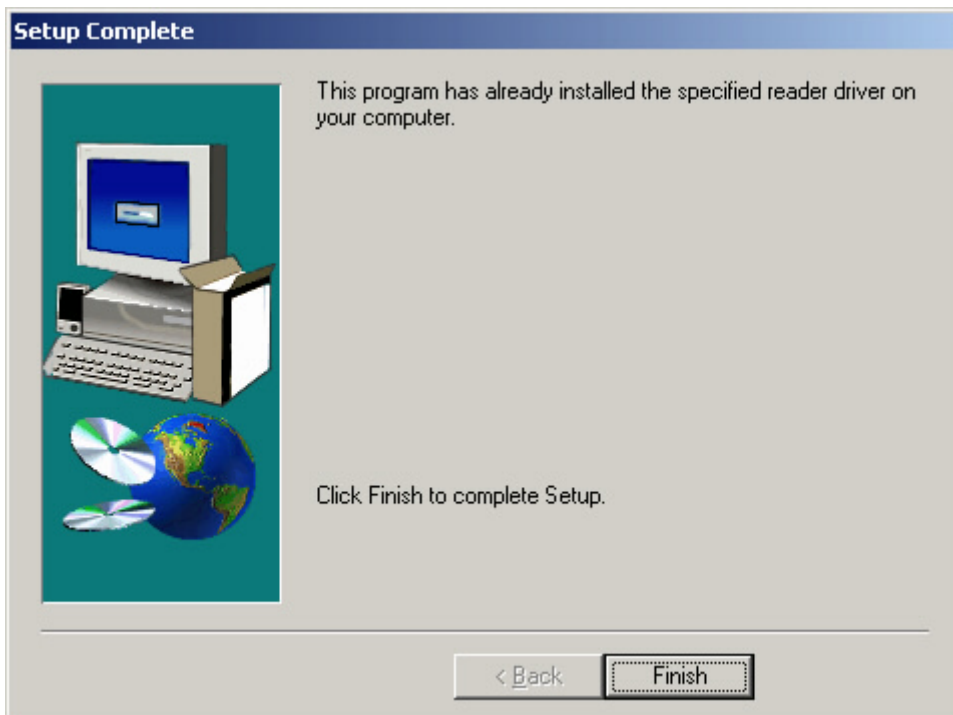 Setup Complete
This program has already installed the specified reader driver on
your computer.
Click Finish to complete Setup.
< Back
Finish